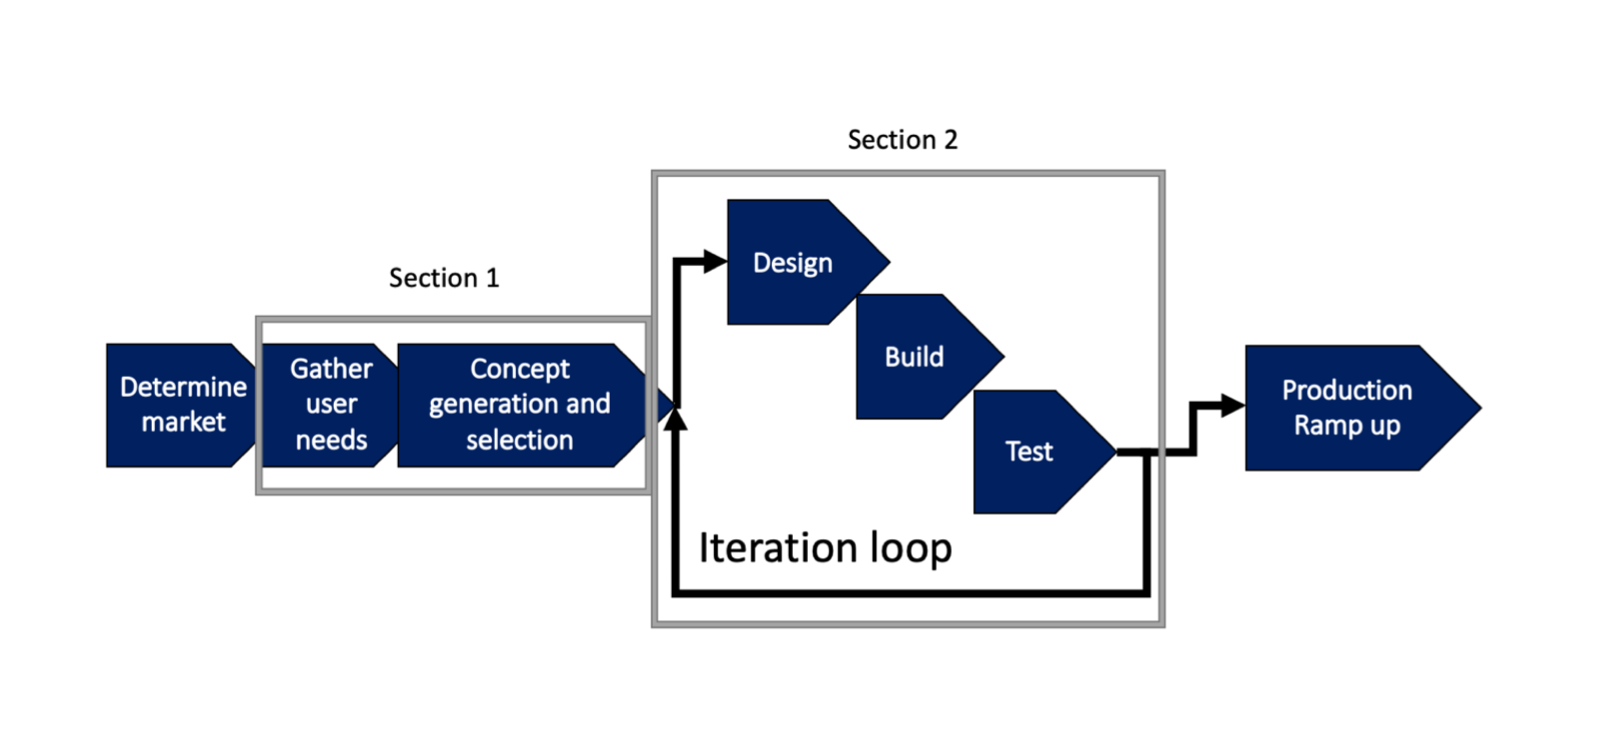 Section 2
Section 1
Determine
market
Gather
user
needs
Concept
generation and
selection
Design
Build
Test
Iteration loop
Production
Ramp up